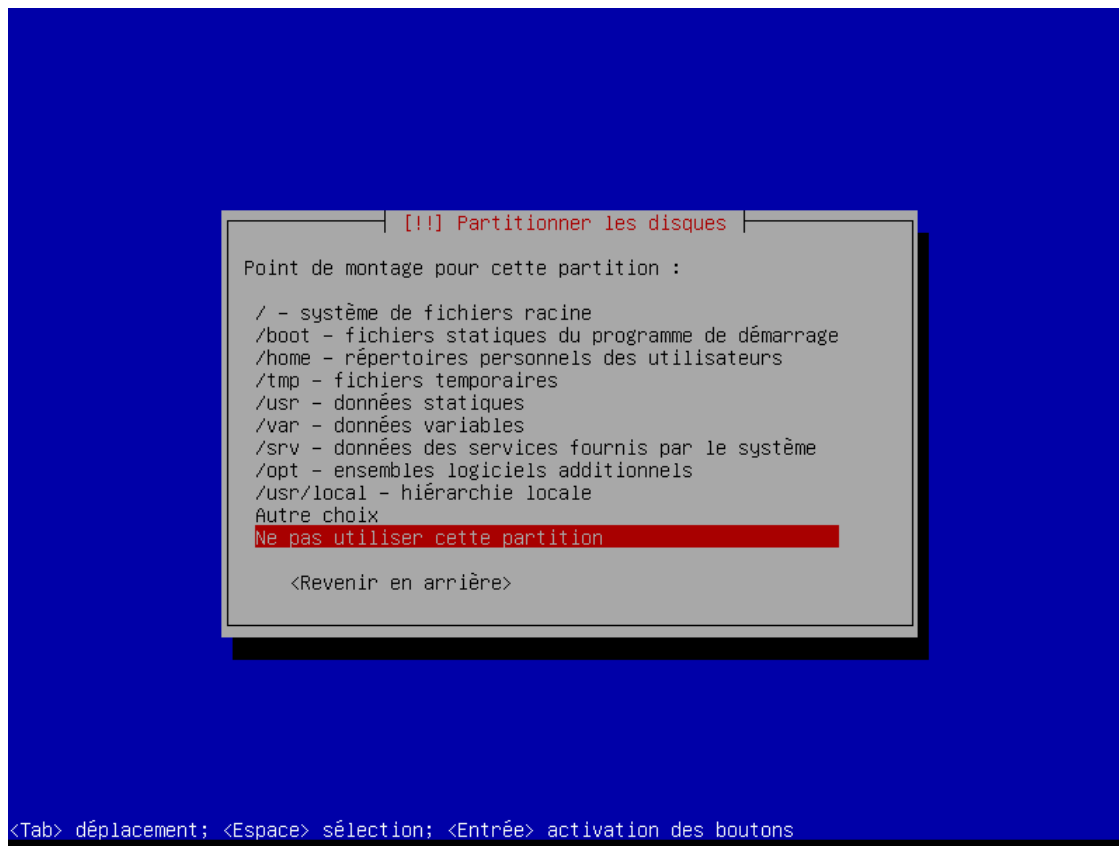 [!!] Partitionner les disques
Point de montage pour cette partition :
/ – système de fichiers racine
/boot – fichiers statiques du programme de démarrage
/home – répertoires personnels des utilisateurs
/tmp – fichiers temporaires
/usr – données statiques
/var – données variables
/srv – données des services fournis par le système
/opt – ensembles logiciels additionnels
/usr/local – hiérarchie locale
Autre choix
Ne pas utiliser cette partition
<Revenir en arrière>
<Tab> déplacement; <Espace> sélection; <Entrée> activation des boutons